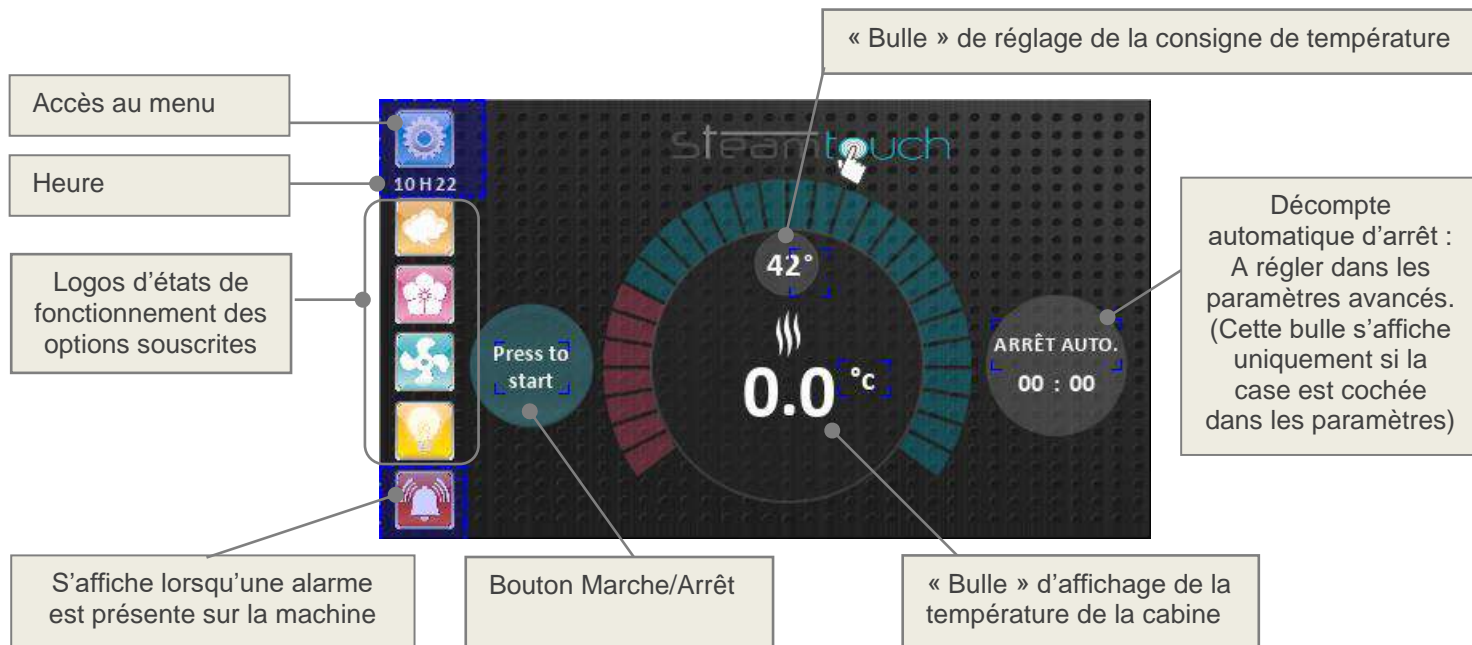 « Bulle » de réglage de la consigne de température
Accès au menu
Heure
Logos d’états de
fonctionnement des
options souscrites
steamtouch
10 H 22
42°
Press to
start
0.0 °c
ARRÊT AUTO.
00 : 00
Décompte
automatique d’arrêt :
A régler dans les
paramètres avancés.
(Cette bulle s’affiche
uniquement si la
case est cochée
dans les paramètres)
S’affiche lorsqu’une alarme
est présente sur la machine
Bouton Marche/Arrêt
« Bulle » d’affichage de la
température de la cabine